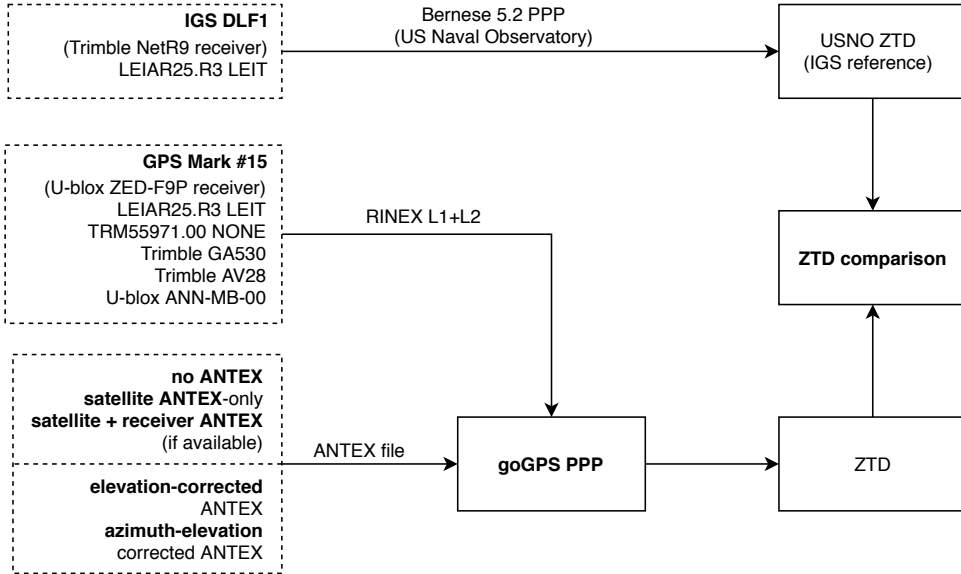 IGS DLF1
(Trimble NetR9 receiver)
LEIAR25.R3 LEIT
Bernese 5.2 PPP
(US Naval Observatory)
USNO ZTD
(IGS reference)
GPS Mark #15
(U-blox ZED-F9P receiver)
LEIAR25.R3 LEIT
TRM55971.00 NONE
Trimble GA530
Trimble AV28
U-blox ANN-MB-00
RINEX L1+L2
ZTD comparison
no ANTEX
satellite ANTEX-only
satellite + receiver ANTEX
(if available)
elevation-corrected
ANTEX
azimuth-elevation
corrected ANTEX
ANTEX file
goGPS PPP
ZTD